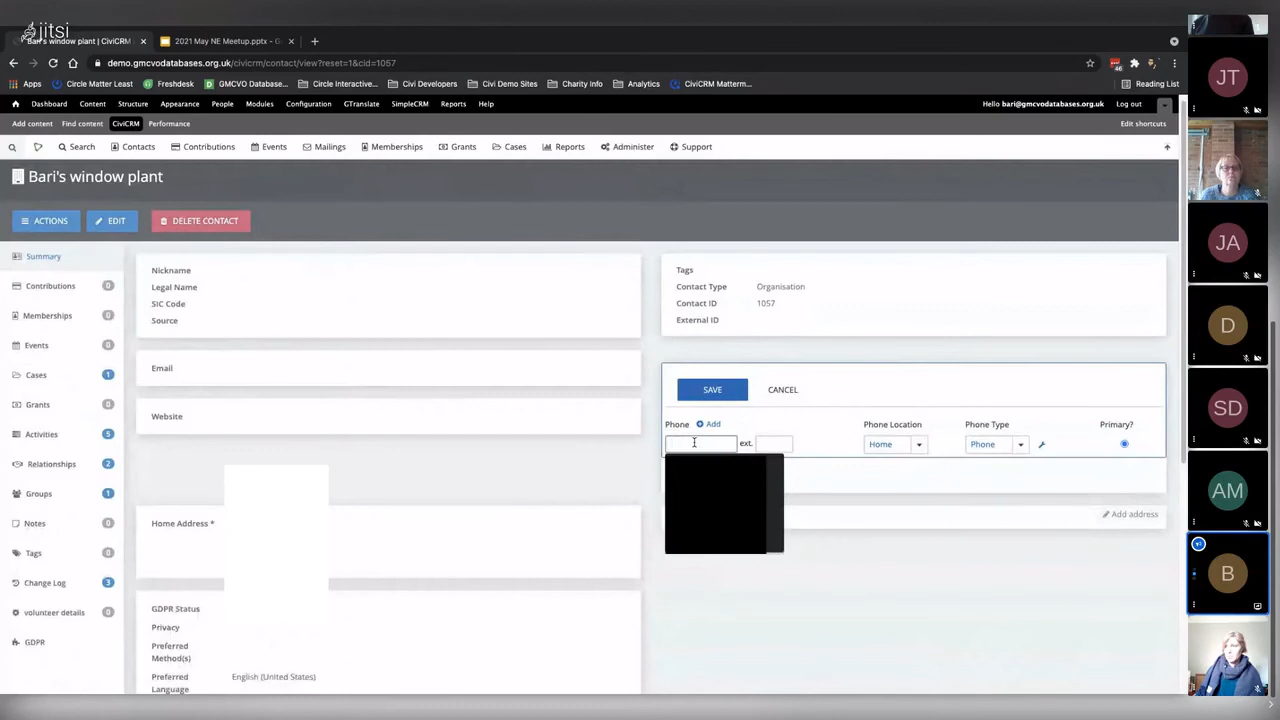 jitsi
Bari's window plant | CiviCRM
2021 May NE Meetup.pptx - G
demo.gmcvodatabases.org.uk/civicrm/contact/view?reset=1&cid=1057
Apps Circle Matter Least Freshdesk GMCVO Database... Circle Interactive... Civi Developers Civi Demo Sites Charity Info Analytics CiviCRM Matterm... Reading List
Dashboard Content Structure Appearance People Modules Configuration GTranslate SimpleCRM Reports Help Hello bari@gmcvodatabases.org.uk Log out
Add content Find content CiviCRM Performance Edit shortcuts
Search Contacts Contributions Events Mailings Memberships Grants Cases Reports Administer Support
Bari's window plant
ACTIONS EDIT DELETE CONTACT
Summary
Contributions 0
Memberships 0
Events 0
Cases 1
Grants 0
Activities 5
Relationships 2
Groups 1
Notes 0
Tags 0
Change Log 3
volunteer details 0
GDPR
Nickname
Legal Name
SIC Code
Source
Email
Website
Home Address *
GDPR Status
Privacy
Preferred
Method(s)
Preferred
Language
English (United States)
Tags
Contact Type Organisation
Contact ID 1057
External ID
SAVE CANCEL
Phone Add Phone Location Phone Type Primary?
ext. Home Phone
Add address
JT
JA
D
SD
AM
B